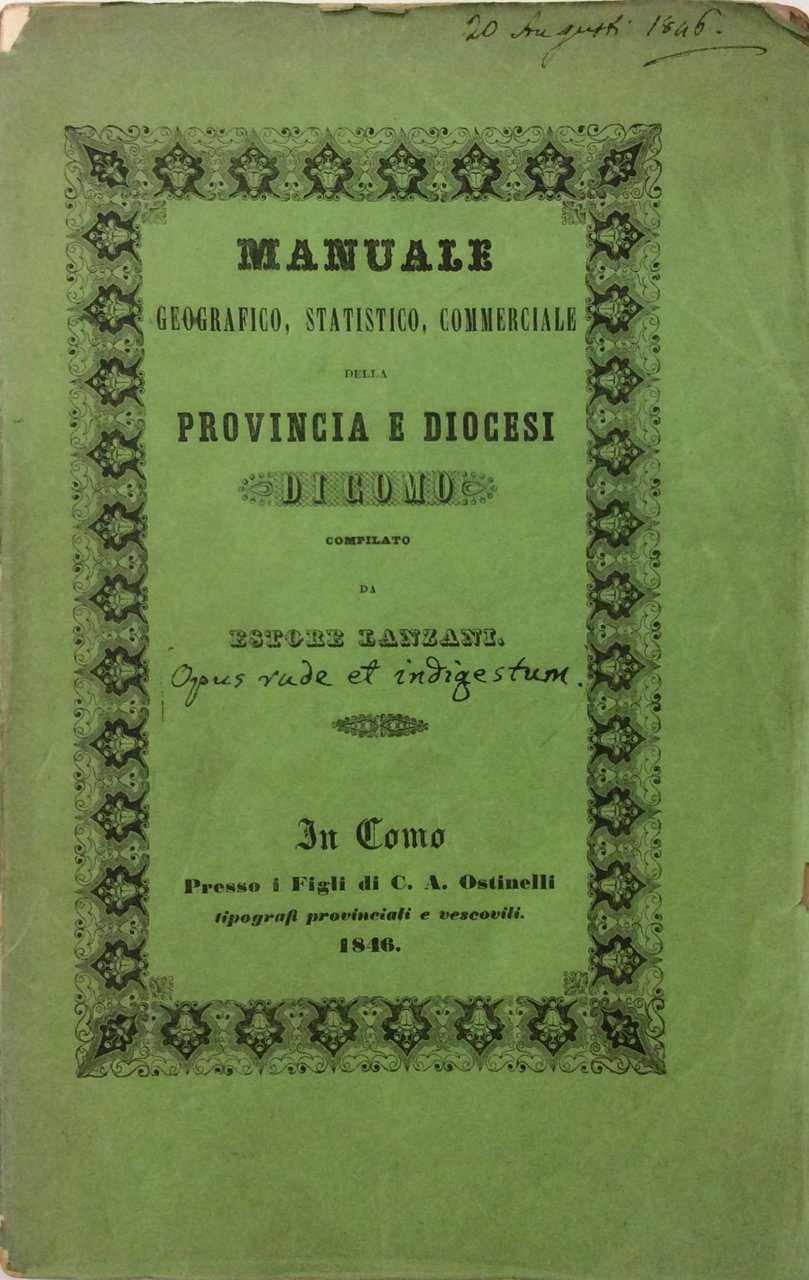 20 Augusti 1846.
MANUALE
GEOGRAFICO, STATISTICO, COMMERCIALE
DELLA
PROVINCIA E DIOCESI
DI COMO
COMPILATO
DA
ESTORE LANZANI.
Opus rude et indigestum.
In Como
Presso i Figli di C. A. Ostinelli
tipografi provinciali e vescovili.
1846.